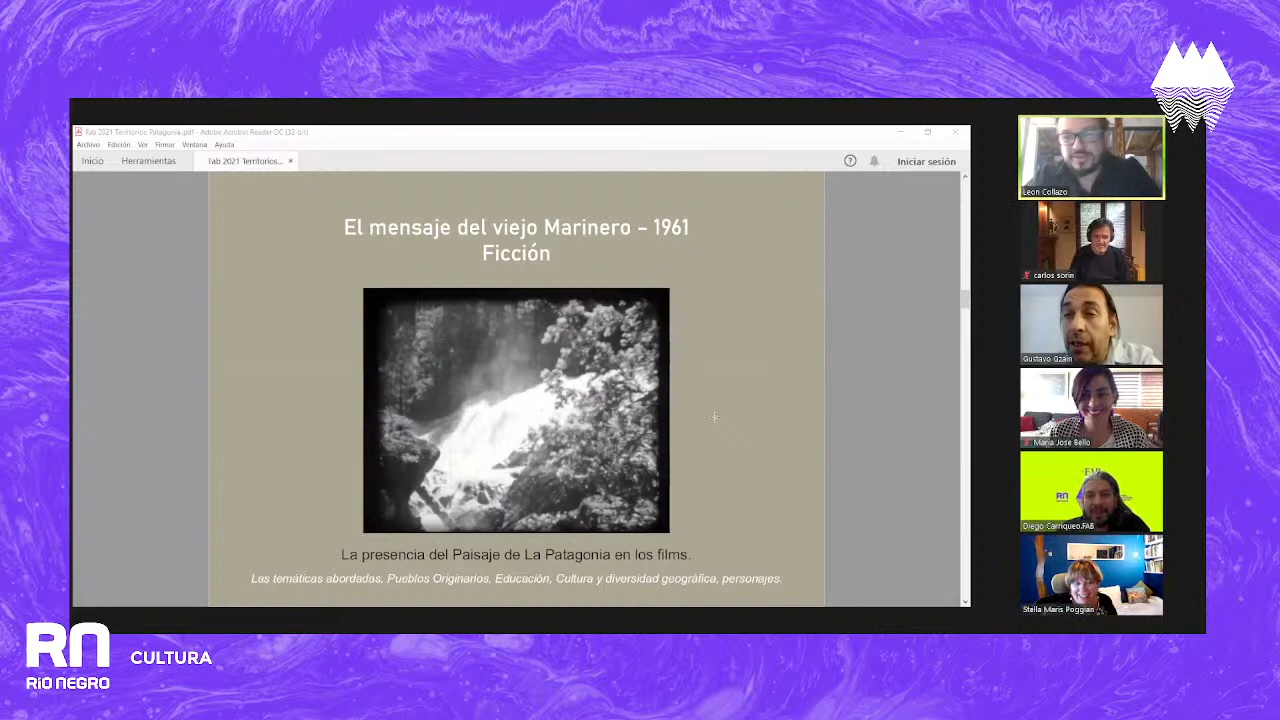 Fab 2021 Territorios Patagonia.pdf - Adobe Acrobat Reader DC (32-bit)
Archivo Edición Ver Firmar Ventana Ayuda
Inicio Herramientas Fab 2021 Territorios... × Iniciar sesión
El mensaje del viejo Marinero - 1961
Ficción
La presencia del Paisaje de La Patagonia en los films.
Las temáticas abordadas, Pueblos Originarios, Educación, Cultura y diversidad geográfica, personajes.
Leon Collazo
carlos sorin
Gustavo Gzain
Maria Jose Bello
FAB
RN
Diego Carriqueo.FAB
Stella Maris Poggian
RN
RÍO NEGRO
CULTURA